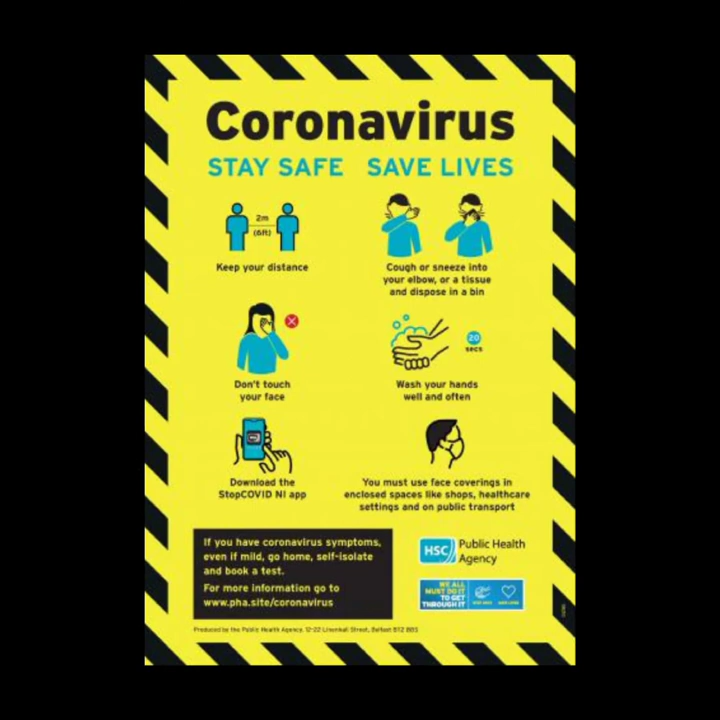 Coronavirus
STAY SAFE SAVE LIVES
2m
(6ft)
Keep your distance
Cough or sneeze into
your elbow, or a tissue
and dispose in a bin
Don't touch
your face
20
secs
Wash your hands
well and often
Download the
StopCOVID NI app
You must use face coverings in
enclosed spaces like shops, healthcare
settings and on public transport
If you have coronavirus symptoms,
even if mild, go home, self-isolate
and book a test.
For more information go to
www.pha.site/coronavirus
HSC Public Health
Agency
WE ALL
MUST DO IT
TO GET
THROUGH IT
STAY SAFE
SAVE LIVES
Produced by the Public Health Agency, 12-22 Linenhall Street, Belfast BT2 8BS